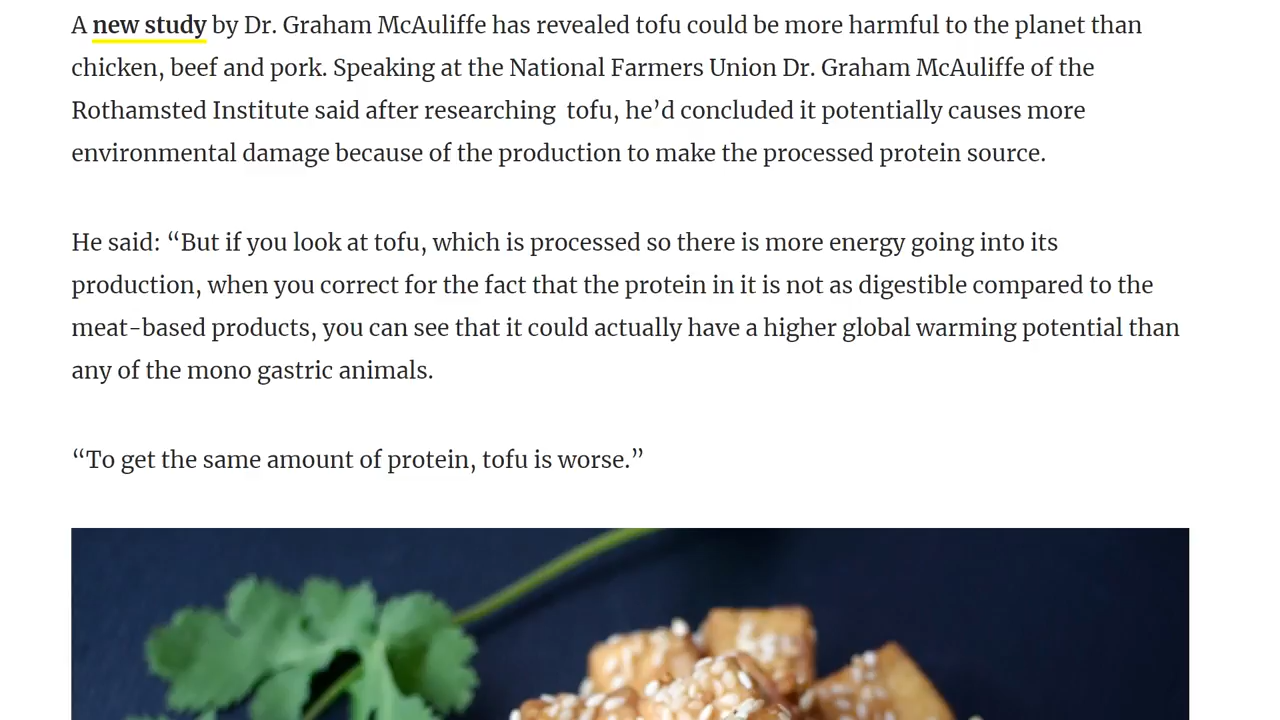 A new study by Dr. Graham McAuliffe has revealed tofu could be more harmful to the planet than
chicken, beef and pork. Speaking at the National Farmers Union Dr. Graham McAuliffe of the
Rothamsted Institute said after researching  tofu, he’d concluded it potentially causes more
environmental damage because of the production to make the processed protein source.
He said: “But if you look at tofu, which is processed so there is more energy going into its
production, when you correct for the fact that the protein in it is not as digestible compared to the
meat-based products, you can see that it could actually have a higher global warming potential than
any of the mono gastric animals.
“To get the same amount of protein, tofu is worse.”